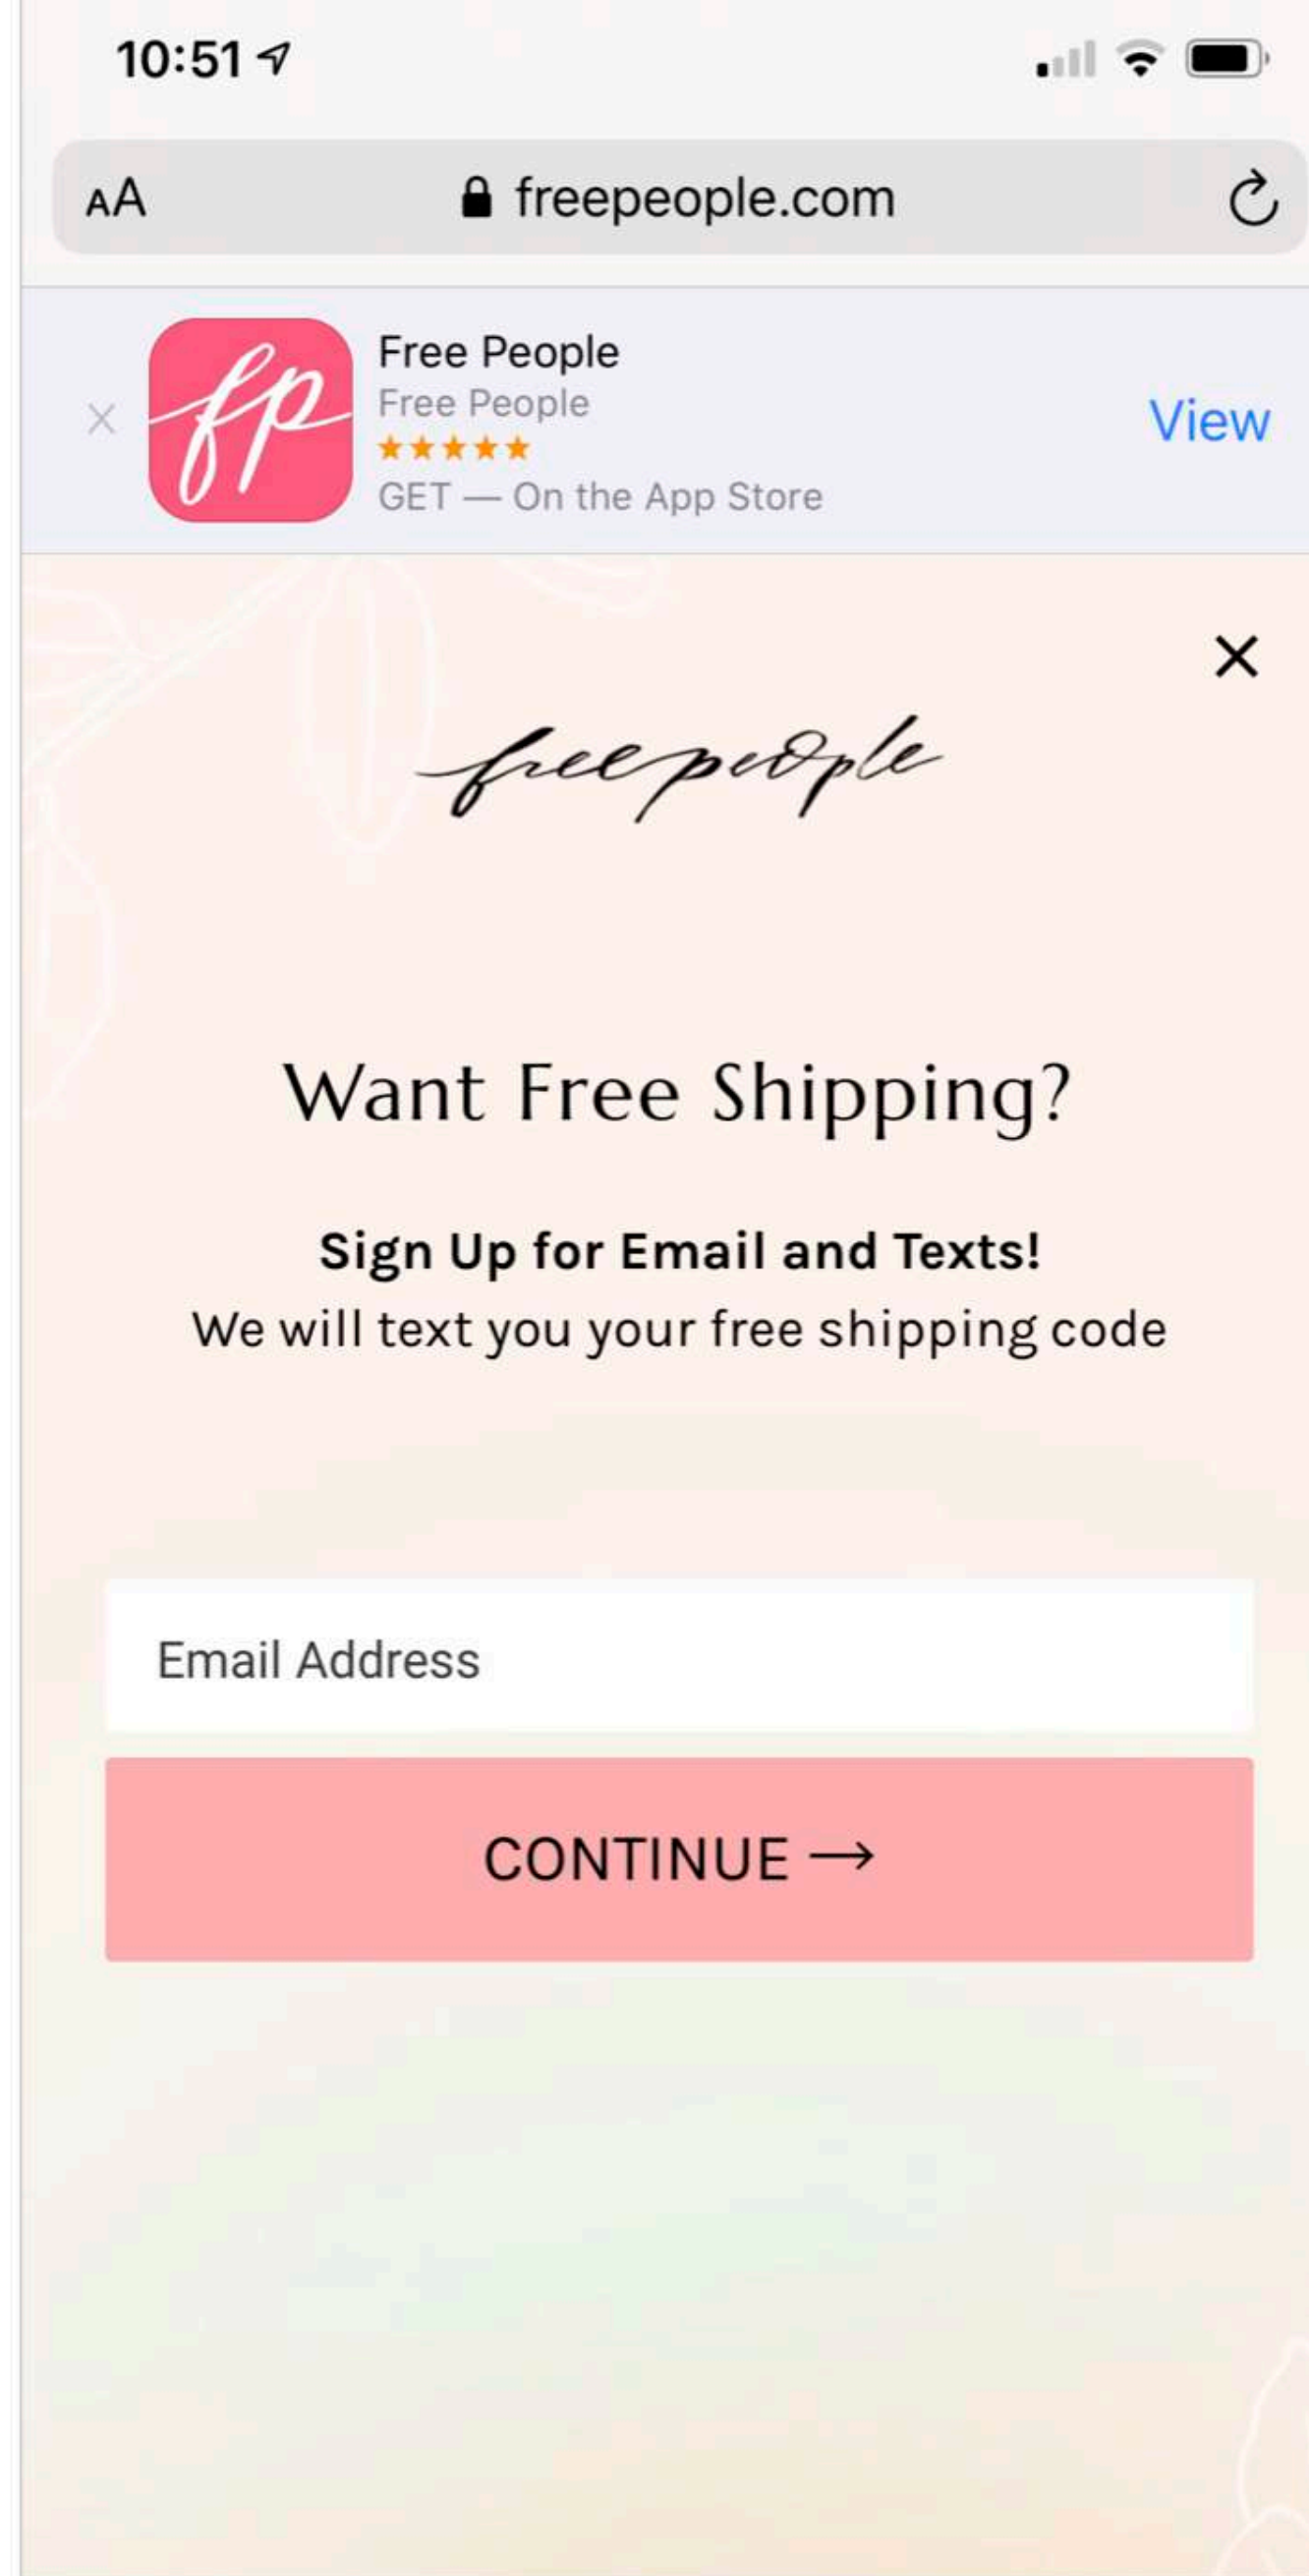 10:51
AA freepeople.com
fp
Free People
Free People
GET — On the App Store
View
free people
Want Free Shipping?
Sign Up for Email and Texts!
We will text you your free shipping code
Email Address
CONTINUE →